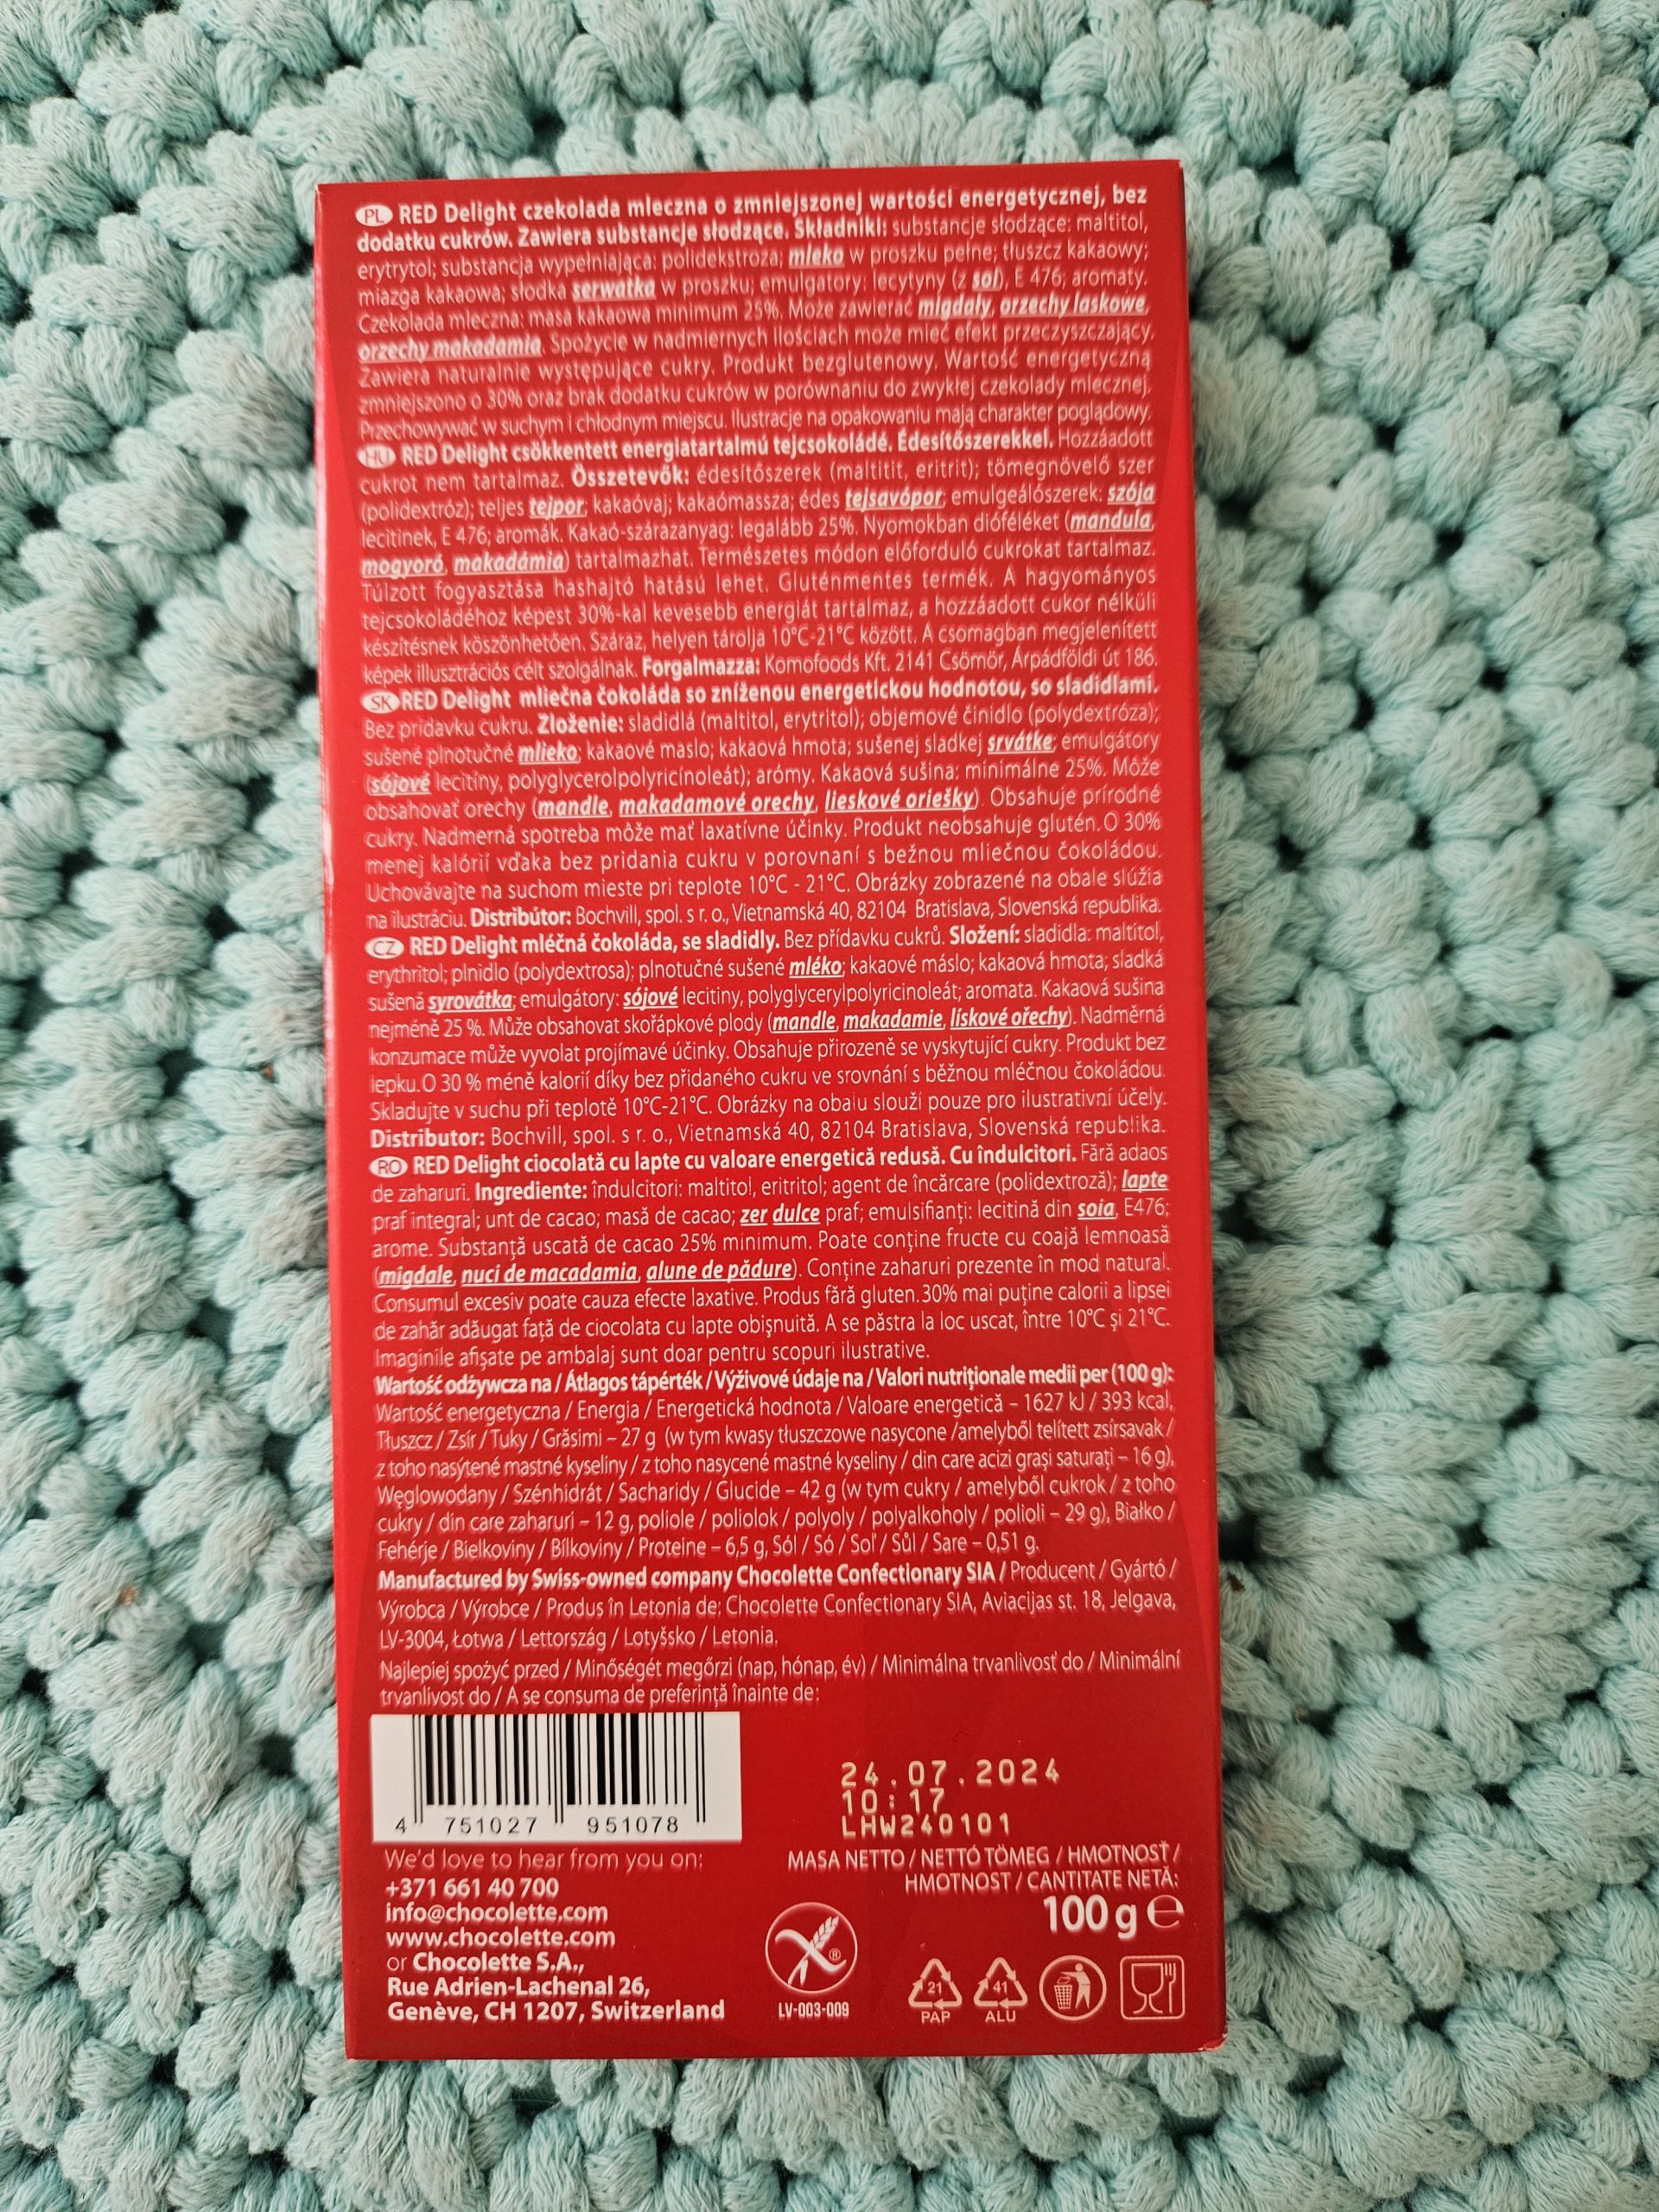 PL RED Delight czekolada mleczna o zmniejszonej wartości energetycznej, bez
dodatku cukrów. Zawiera substancje słodzące. Składniki: substancje słodzące: maltitol,
erytrytol; substancja wypełniająca: polidekstroza; mleko w proszku pełne; tłuszcz kakaowy;
miazga kakaowa; słodka serwatka w proszku; emulgatory: lecytyny (z soi), E 476; aromaty.
Czekolada mleczna: masa kakaowa minimum 25%. Może zawierać migdały, orzechy laskowe,
orzechy makadamia. Spożycie w nadmiernych ilościach może mieć efekt przeczyszczający.
Zawiera naturalnie występujące cukry. Produkt bezglutenowy. Wartość energetyczną
zmniejszono o 30% oraz brak dodatku cukrów w porównaniu do zwykłej czekolady mlecznej.
Przechowywać w suchym i chłodnym miejscu. Ilustracje na opakowaniu mają charakter poglądowy.
HU RED Delight csökkentett energiatartalmú tejcsokoládé. Édesítőszerekkel. Hozzáadott
cukrot nem tartalmaz. Összetevők: édesítőszerek (maltitit, eritrit); tömegnövelő szer
(polidextróz); teljes tejpor; kakaóvaj; kakaómassza; édes tejsavópor; emulgeálószerek: szója
lecitinek, E 476; aromák. Kakaó-szárazanyag: legalább 25%. Nyomokban dióféléket (mandula,
mogyoró, makadámia) tartalmazhat. Természetes módon előforduló cukrokat tartalmaz.
Túlzott fogyasztása hashajtó hatású lehet. Gluténmentes termék. A hagyományos
tejcsokoládéhoz képest 30%-kal kevesebb energiát tartalmaz, a hozzáadott cukor nélküli
készítésnek köszönhetően. Száraz, helyen tárolja 10°C-21°C között. A csomagban megjelenített
képek illusztrációs célt szolgálnak. Forgalmazza: Komofoods Kft. 2141 Csömör, Árpádföldi út 186.
SK RED Delight mliečna čokoláda so zníženou energetickou hodnotou, so sladidlami.
Bez prídavku cukru. Zloženie: sladidlá (maltitol, erytritol); objemové činidlo (polydextróza);
sušené plnotučné mlieko; kakaové maslo; kakaová hmota; sušenej sladkej srvátke; emulgátory
(sójové lecitíny, polyglycerolpolyricínoleát); arómy. Kakaová sušina: minimálne 25%. Môže
obsahovať orechy (mandle, makadamové orechy, lieskové oriešky). Obsahuje prírodné
cukry. Nadmerná spotreba môže mať laxatívne účinky. Produkt neobsahuje glutén. O 30%
menej kalórií vďaka bez pridania cukru v porovnaní s bežnou mliečnou čokoládou.
Uchovávajte na suchom mieste pri teplote 10°C - 21°C. Obrázky zobrazené na obale slúžia
na ilustráciu. Distribútor: Bochvill, spol. s r. o., Vietnamská 40, 82104 Bratislava, Slovenská republika.
CZ RED Delight mléčná čokoláda, se sladidly. Bez přídavku cukrů. Složení: sladidla: maltitol,
erythritol; plnidlo (polydextrosa); plnotučné sušené mléko; kakaové máslo; kakaová hmota; sladká
sušená syrovátka; emulgátory: sójové lecitiny, polyglycerylpolyricinoleát; aromata. Kakaová sušina
nejméně 25 %. Může obsahovat skořápkové plody (mandle, makadamie, lískové ořechy). Nadměrná
konzumace může vyvolat projímavé účinky. Obsahuje přirozeně se vyskytující cukry. Produkt bez
lepku. O 30 % méně kalorií díky bez přidaného cukru ve srovnání s běžnou mléčnou čokoládou.
Skladujte v suchu při teplotě 10°C-21°C. Obrázky na obalu slouží pouze pro ilustrativní účely.
Distributor: Bochvill, spol. s r. o., Vietnamská 40, 82104 Bratislava, Slovenská republika.
RO RED Delight ciocolată cu lapte cu valoare energetică redusă. Cu îndulcitori. Fără adaos
de zaharuri. Ingrediente: îndulcitori: maltitol, eritritol; agent de încărcare (polidextroză); lapte
praf integral; unt de cacao; masă de cacao; zer dulce praf; emulsifianți: lecitină din soia, E476;
arome. Substanță uscată de cacao 25% minimum. Poate conține fructe cu coajă lemnoasă
(migdale, nuci de macadamia, alune de pădure). Conține zaharuri prezente în mod natural.
Consumul excesiv poate cauza efecte laxative. Produs fără gluten. 30% mai puține calorii a lipsei
de zahăr adăugat față de ciocolata cu lapte obișnuită. A se păstra la loc uscat, între 10°C și 21°C.
Imaginile afișate pe ambalaj sunt doar pentru scopuri ilustrative.
Wartość odżywcza na / Átlagos tápérték / Výživové údaje na / Valori nutriționale medii per (100 g):
Wartość energetyczna / Energia / Energetická hodnota / Valoare energetică – 1627 kJ / 393 kcal,
Tłuszcz / Zsír / Tuky / Grăsimi – 27 g (w tym kwasy tłuszczowe nasycone /amelyből telített zsírsavak /
z toho nasýtené mastné kyseliny / z toho nasycené mastné kyseliny / din care acizi grași saturați – 16 g),
Węglowodany / Szénhidrát / Sacharidy / Glucide – 42 g (w tym cukry / amelyből cukrok / z toho
cukry / din care zaharuri – 12 g, poliole / poliolok / polyoly / polyalkoholy / polioli – 29 g), Białko /
Fehérje / Bielkoviny / Bílkoviny / Proteine – 6,5 g, Sól / Só / Soľ / Sůl / Sare – 0,51 g.
Manufactured by Swiss-owned company Chocolette Confectionary SIA / Producent / Gyártó /
Výrobca / Výrobce / Produs în Letonia de: Chocolette Confectionary SIA, Aviacijas st. 18, Jelgava,
LV-3004, Łotwa / Lettország / Lotyšsko / Letonia.
Najlepiej spożyć przed / Minőségét megőrzi (nap, hónap, év) / Minimálna trvanlivosť do / Minimální
trvanlivost do / A se consuma de preferință înainte de:
24.07.2024
10:17
LHW240101
4 751027 951078
MASA NETTO / NETTÓ TÖMEG / HMOTNOSŤ /
HMOTNOST / CANTITATE NETĂ:
100 g ℮
We'd love to hear from you on:
+371 661 40 700
info@chocolette.com
www.chocolette.com
or Chocolette S.A.,
Rue Adrien-Lachenal 26,
Genève, CH 1207, Switzerland
®
LV-003-009
21
PAP
41
ALU